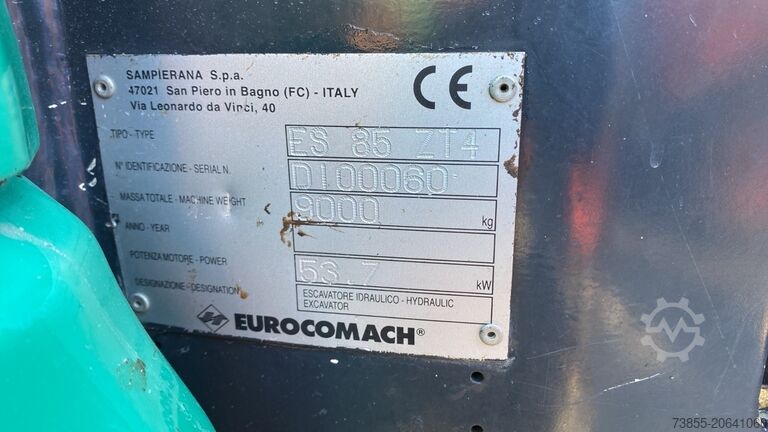 SAMPIERANA S.p.a.
47021 San Piero in Bagno (FC) - ITALY
Via Leonardo da Vinci, 40
CE
TIPO - TYPE ES 85 ZT4
N° IDENTIFICAZIONE - SERIAL N. DI00060
MASSA TOTALE - MACHINE WEIGHT 9000 kg
ANNO - YEAR
POTENZA MOTORE - POWER 53.7 kW
DESIGNAZIONE - DESIGNATION ESCAVATORE IDRAULICO - HYDRAULIC
EXCAVATOR
EUROCOMACH®
73855-20641065